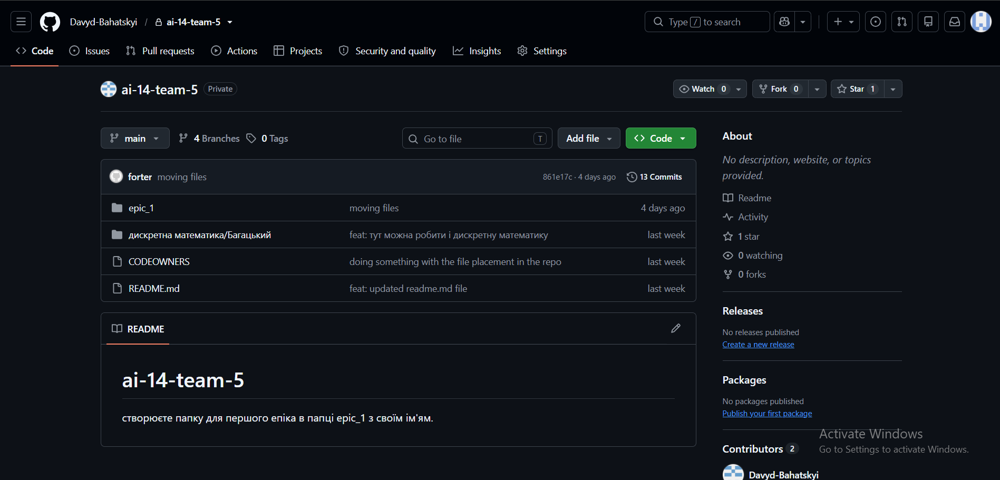 Davyd-Bahatskyi / ai-14-team-5
Type / to search
Code Issues Pull requests Actions Projects Security and quality Insights Settings
ai-14-team-5 Private
Watch 0 Fork 0 Star 1
main 4 Branches 0 Tags
Go to file T Add file Code
forter moving files 861e17c · 4 days ago 13 Commits
epic_1 moving files 4 days ago
дискретна математика/Багацький feat: тут можна робити і дискретну математику last week
CODEOWNERS doing something with the file placement in the repo last week
README.md feat: updated readme.md file last week
README
ai-14-team-5
створюєте папку для першого епіка в папці epic_1 з своїм ім'ям.
About
No description, website, or topics
provided.
Readme
Activity
1 star
0 watching
0 forks
Releases
No releases published
Create a new release
Packages
No packages published
Publish your first package
Contributors 2
Davyd-Bahatskyi
Activate Windows
Go to Settings to activate Windows.